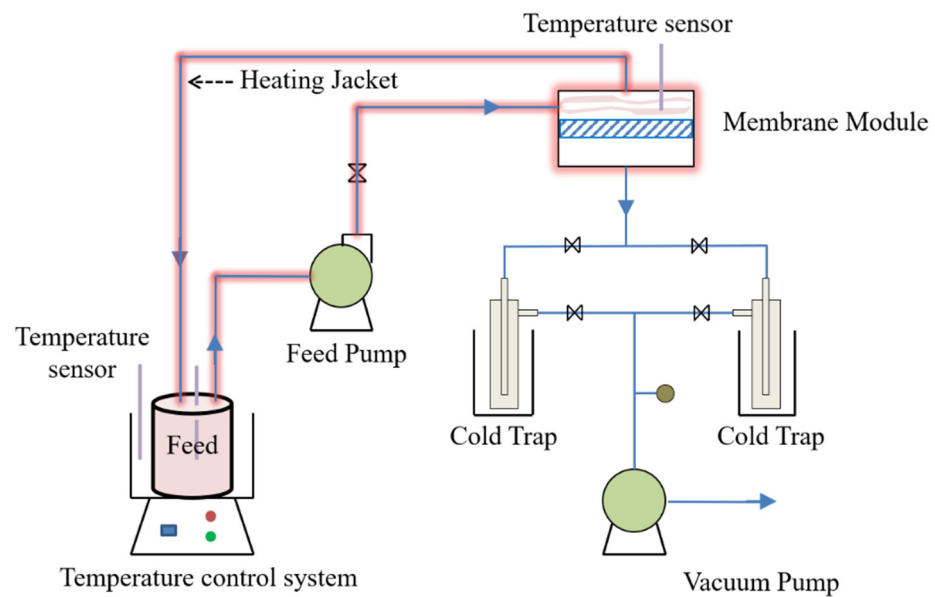 Temperature sensor
Heating Jacket
Membrane Module
Temperature
sensor
Feed Pump
Feed
Cold Trap
Cold Trap
Temperature control system
Vacuum Pump